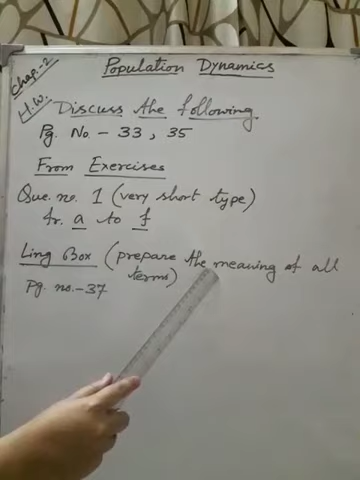 Chap.-2
Population Dynamics
H.W.
Discuss the following.
Pg. No - 33, 35
From Exercises
Que. no. 1 (very short type)
fr. a to f
Ling Box (prepare the meaning of all
terms)
Pg. no.-37